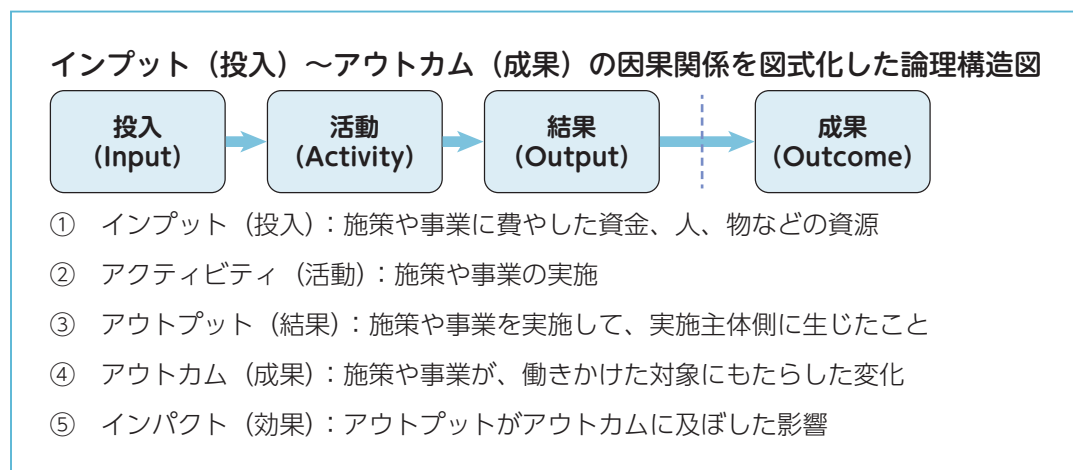 インプット（投入）～アウトカム（成果）の因果関係を図式化した論理構造図
投入
(Input)
活動
(Activity)
結果
(Output)
成果
(Outcome)
①　インプット（投入）：施策や事業に費やした資金、人、物などの資源
②　アクティビティ（活動）：施策や事業の実施
③　アウトプット（結果）：施策や事業を実施して、実施主体側に生じたこと
④　アウトカム（成果）：施策や事業が、働きかけた対象にもたらした変化
⑤　インパクト（効果）：アウトプットがアウトカムに及ぼした影響